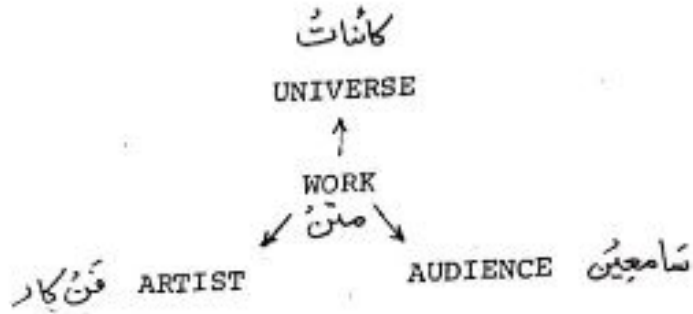 کائنات
UNIVERSE
WORK
متن
فن کار ARTIST
AUDIENCE سامعین